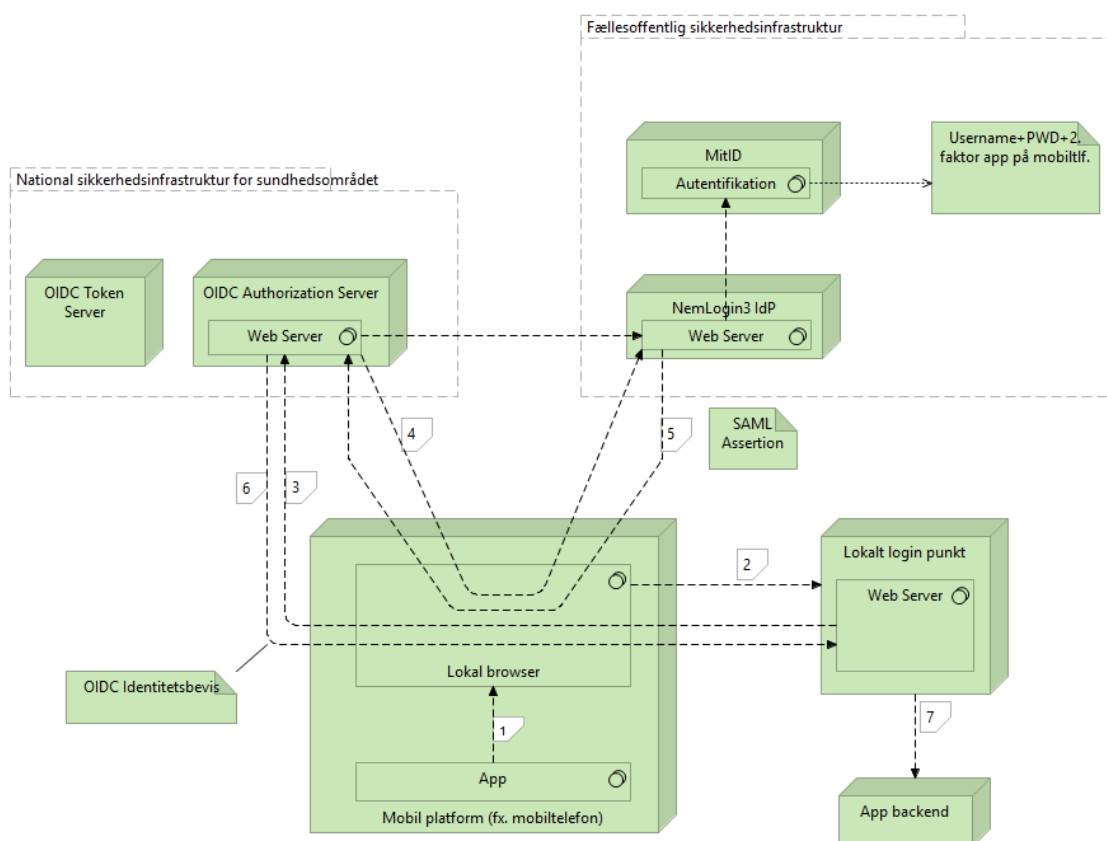 Fællesoffentlig sikkerhedsinfrastruktur
MitID
Autentifikation
Username+PWD+2.
faktor app på mobiltlf.
National sikkerhedsinfrastruktur for sundhedsområdet
OIDC Token
Server
OIDC Authorization Server
Web Server
NemLogin3 IdP
Web Server
SAML
Assertion
4
5
6
3
2
Lokalt login punkt
Web Server
Lokal browser
OIDC Identitetsbevis
1
7
App
Mobil platform (fx. mobiltelefon)
App backend